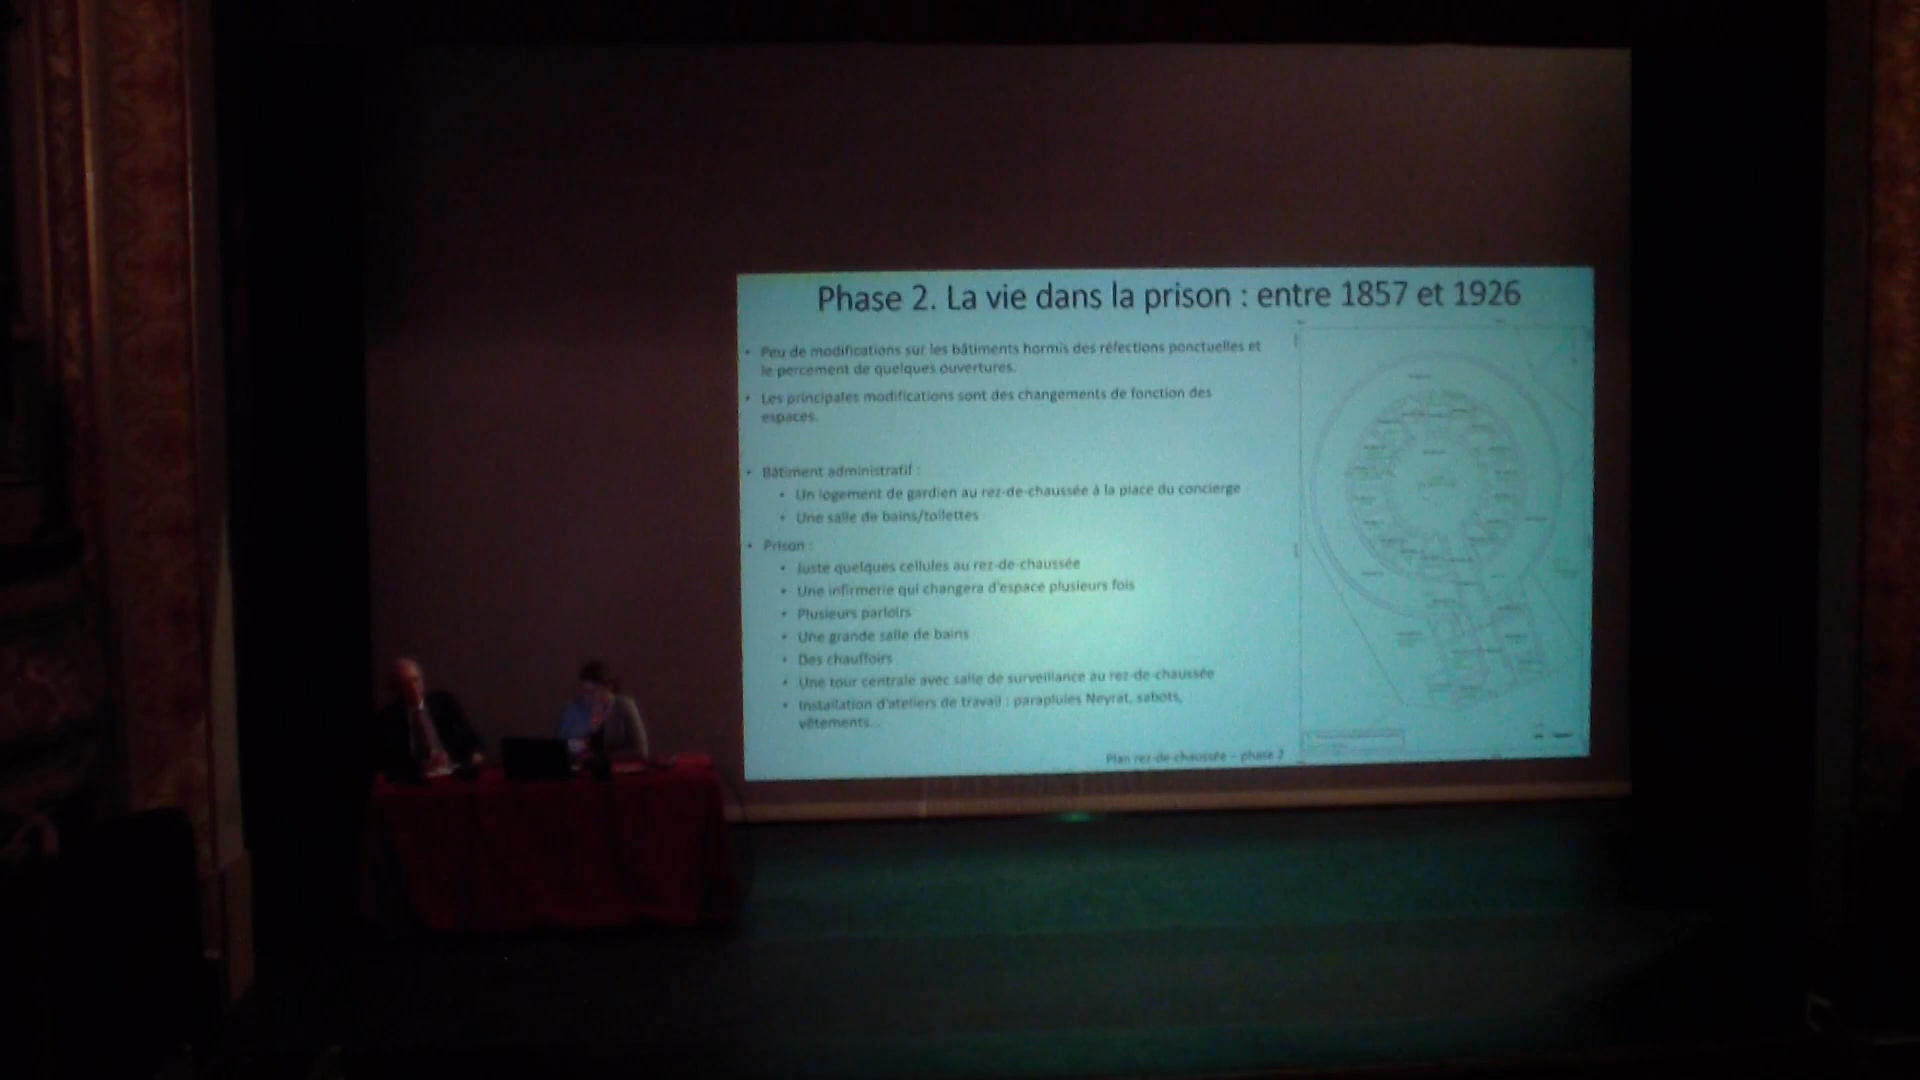 Phase 2. La vie dans la prison : entre 1857 et 1926
• Peu de modifications sur les bâtiments hormis des réfections ponctuelles et
le percement de quelques ouvertures.
• Les principales modifications sont des changements de fonction des
espaces.
• Bâtiment administratif :
• Un logement de gardien au rez-de-chaussée à la place du concierge
• Une salle de bains/toilettes
• Prison :
• Juste quelques cellules au rez-de-chaussée
• Une infirmerie qui changera d'espace plusieurs fois
• Plusieurs parloirs
• Une grande salle de bains
• Des chauffoirs
• Une tour centrale avec salle de surveillance au rez-de-chaussée
• Installation d'ateliers de travail : parapluies Neyrat, sabots,
vêtements...
Plan rez-de-chaussée – phase 2